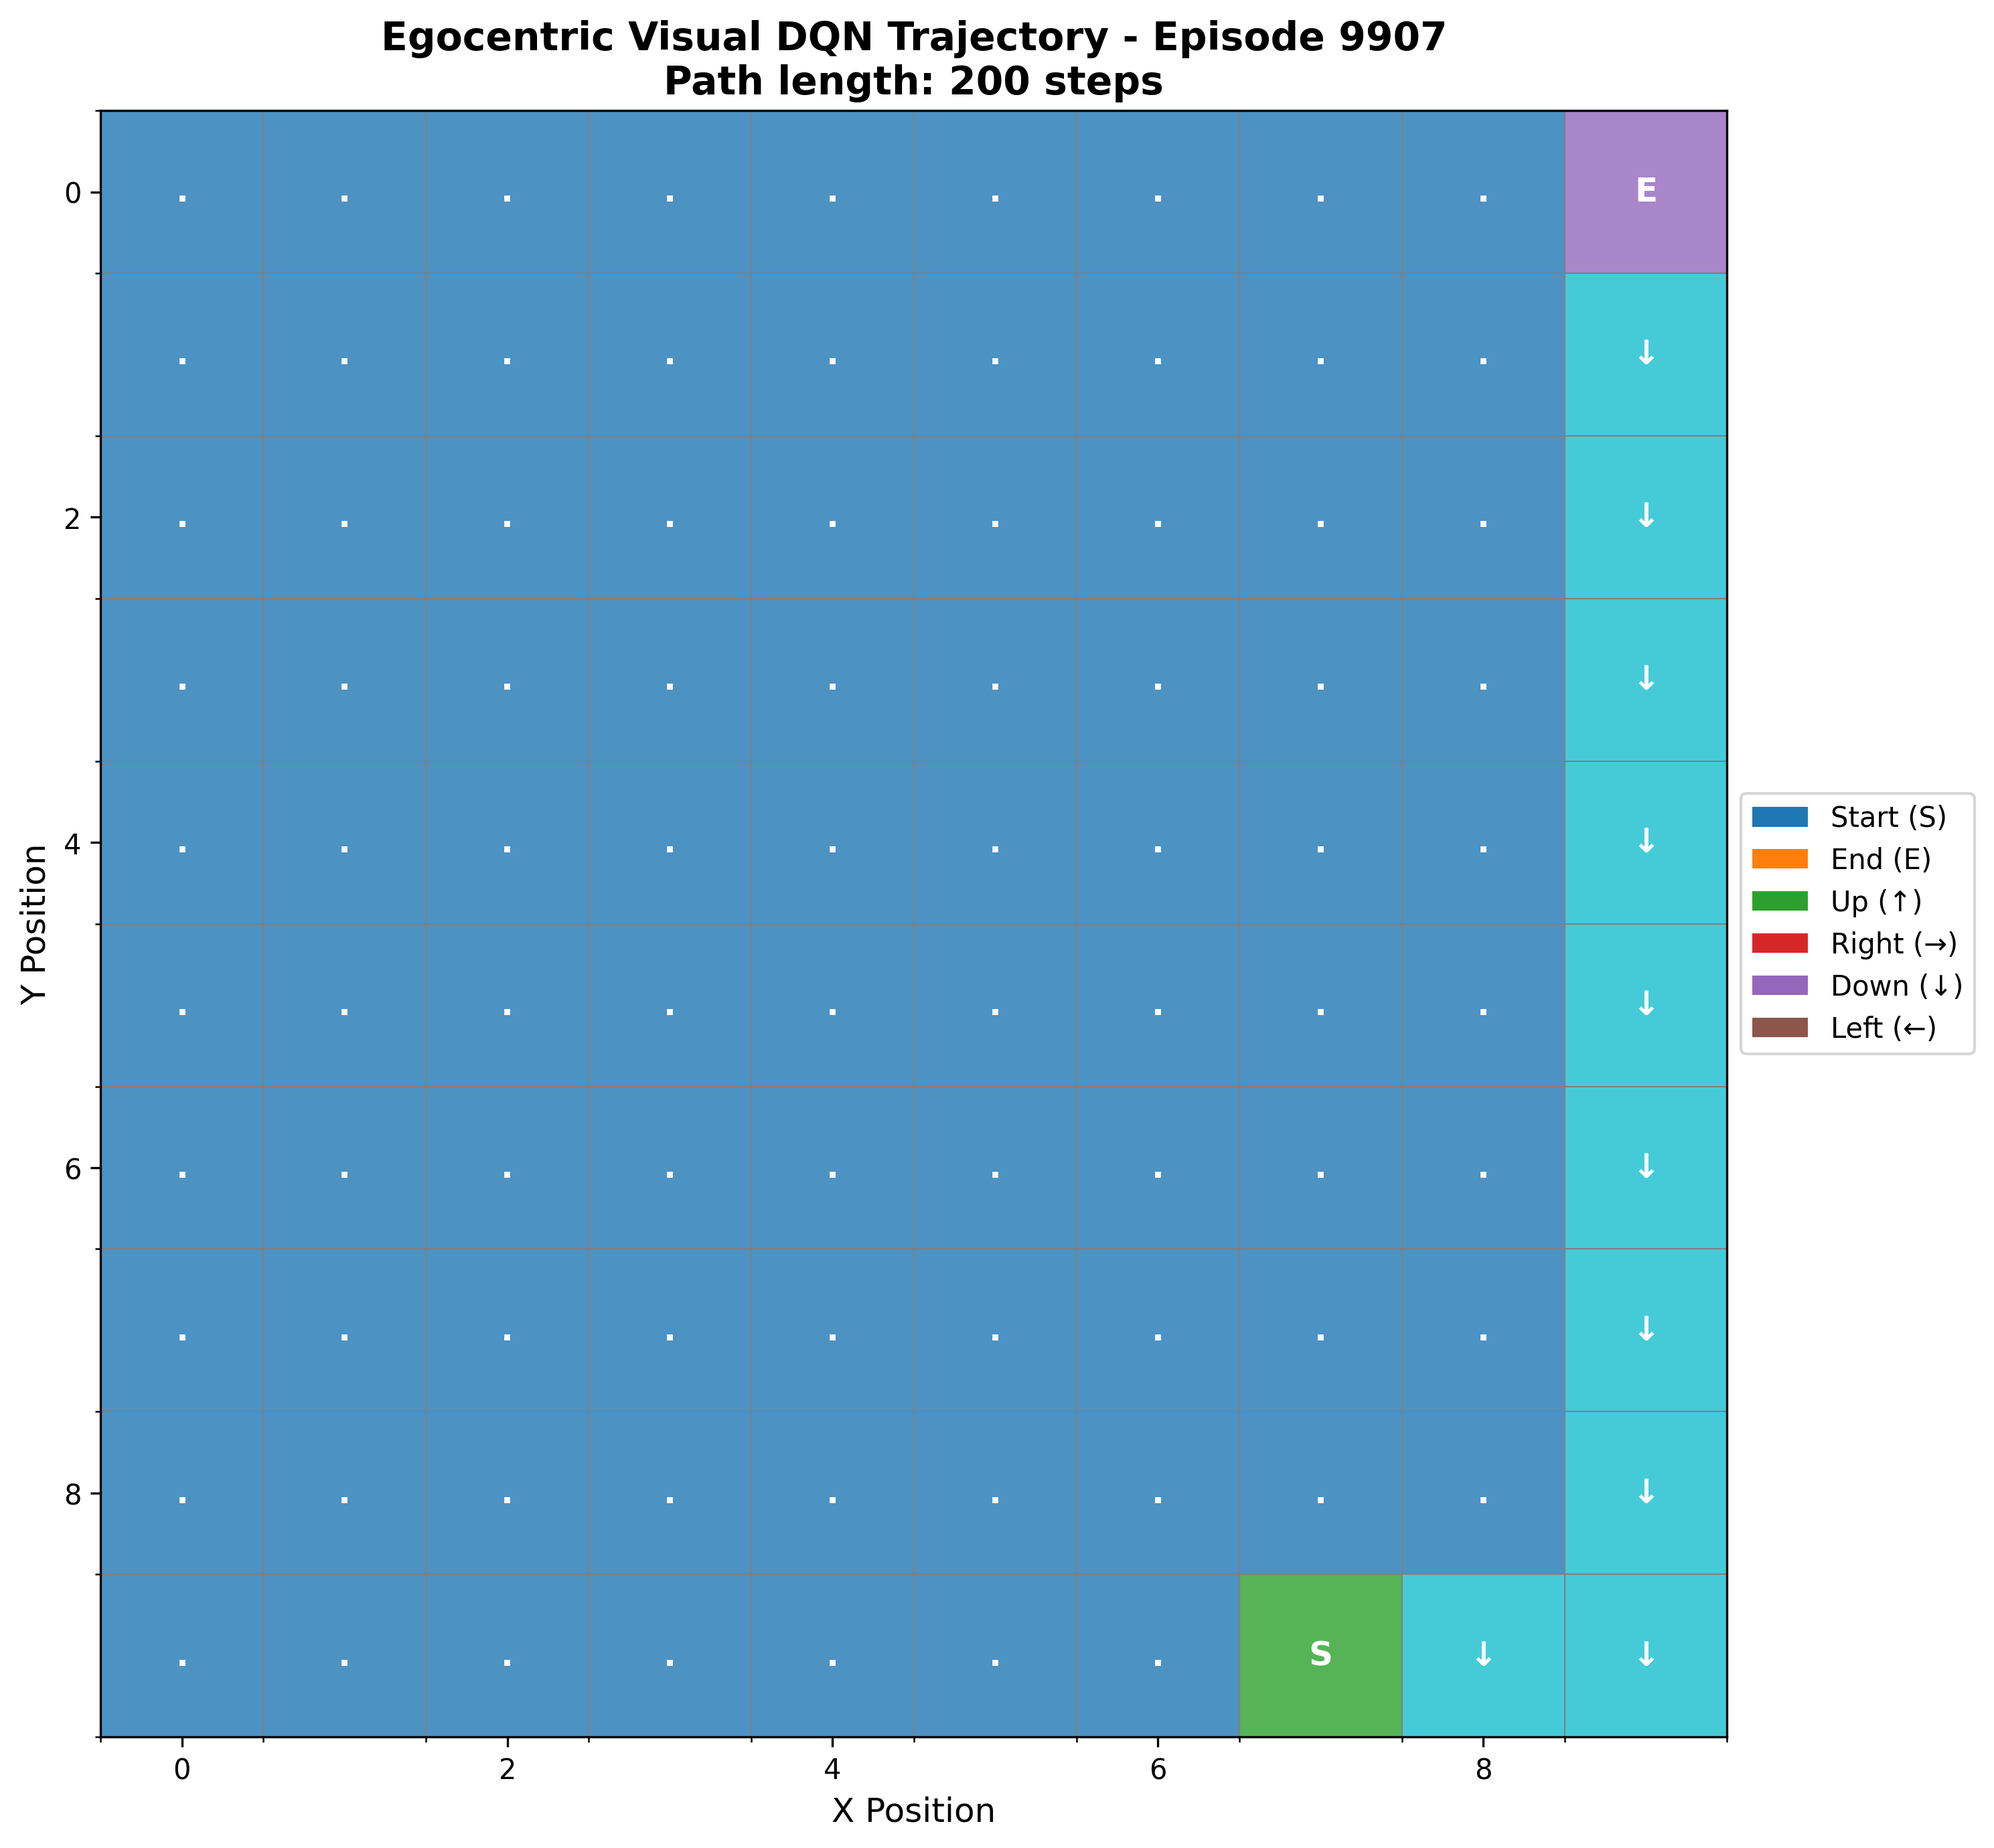 Egocentric Visual DQN Trajectory - Episode 9907
Path length: 200 steps
0 . . . . . . . . . E
. . . . . . . . . ↓
2 . . . . . . . . . ↓
. . . . . . . . . ↓
4 . . . . . . . . . ↓
. . . . . . . . . ↓
6 . . . . . . . . . ↓
. . . . . . . . . ↓
8 . . . . . . . . . ↓
. . . . . . . S ↓ ↓
0 2 4 6 8
X Position
Y Position
Start (S)
End (E)
Up (↑)
Right (→)
Down (↓)
Left (←)